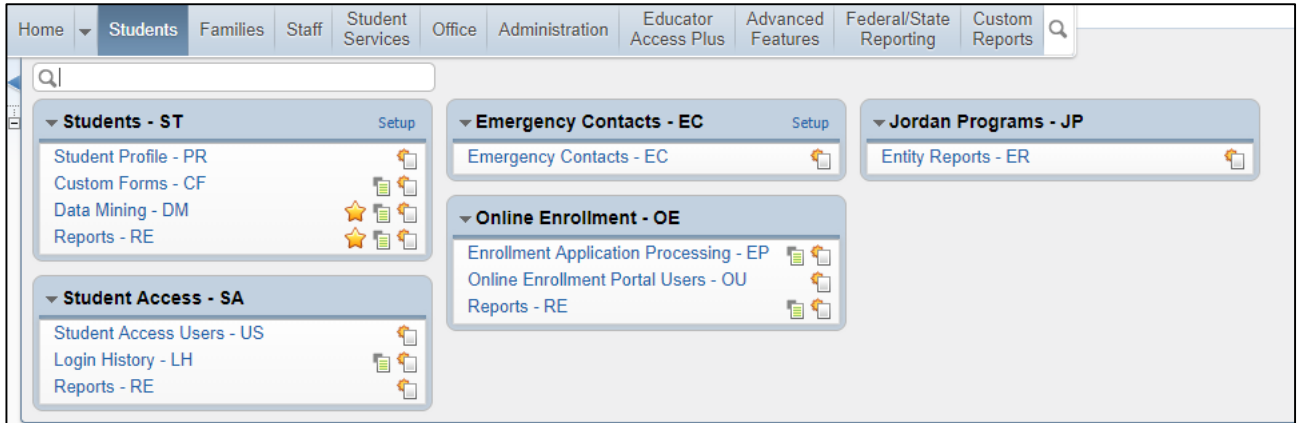 Home
Students
Families
Staff
Student Services
Office
Administration
Educator Access Plus
Advanced Features
Federal/State Reporting
Custom Reports
Students - ST Setup
Student Profile - PR
Custom Forms - CF
Data Mining - DM
Reports - RE
Student Access - SA
Student Access Users - US
Login History - LH
Reports - RE
Emergency Contacts - EC Setup
Emergency Contacts - EC
Online Enrollment - OE
Enrollment Application Processing - EP
Online Enrollment Portal Users - OU
Reports - RE
Jordan Programs - JP
Entity Reports - ER